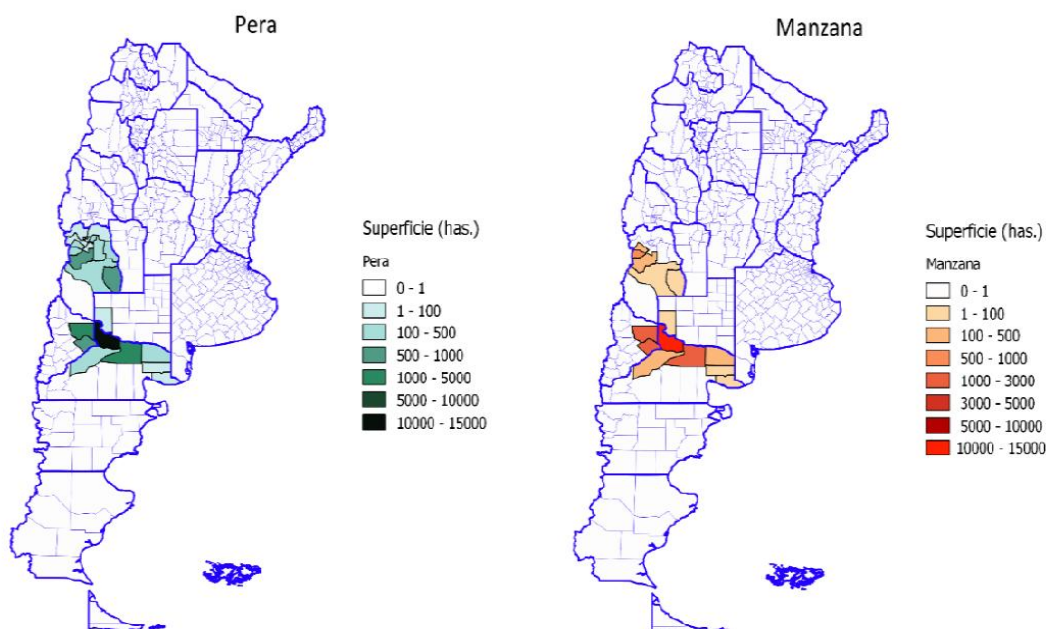 Pera
Superficie (has.)
Pera
0 - 1
1 - 100
100 - 500
500 - 1000
1000 - 5000
5000 - 10000
10000 - 15000
Manzana
Superficie (has.)
Manzana
0 - 1
1 - 100
100 - 500
500 - 1000
1000 - 3000
3000 - 5000
5000 - 10000
10000 - 15000